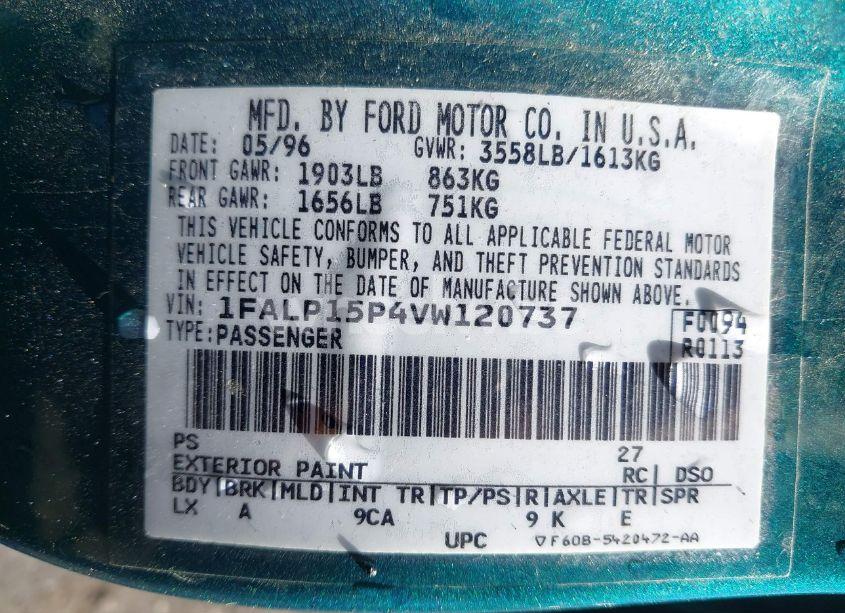 MFD. BY FORD MOTOR CO. IN U.S.A.
DATE: 05/96 GVWR: 3558LB/1613KG
FRONT GAWR: 1903LB 863KG
REAR GAWR: 1656LB 751KG
THIS VEHICLE CONFORMS TO ALL APPLICABLE FEDERAL MOTOR
VEHICLE SAFETY, BUMPER, AND THEFT PREVENTION STANDARDS
IN EFFECT ON THE DATE OF MANUFACTURE SHOWN ABOVE.
VIN: 1FALP15P4VW120737 F0094
TYPE: PASSENGER R0113
PS 27
EXTERIOR PAINT RC DSO
BDY BRK MLD INT TR TP/PS R AXLE TR SPR
LX A 9CA 9 K E
UPC ▽F60B-5420472-AA